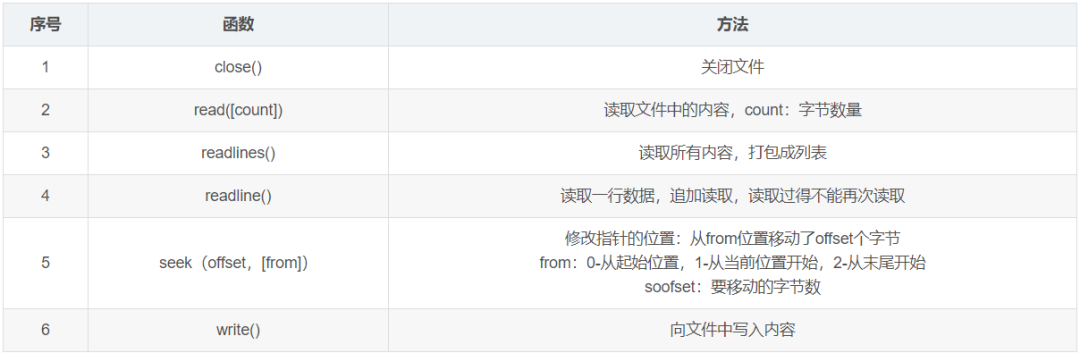 序号 函数 方法
1 close() 关闭文件
2 read([count]) 读取文件中的内容，count：字节数量
3 readlines() 读取所有内容，打包成列表
4 readline() 读取一行数据，追加读取，读取过得不能再次读取
5 seek（offset，[from]） 修改指针的位置：从from位置移动了offset个字节
from：0-从起始位置，1-从当前位置开始，2-从末尾开始
soofset：要移动的字节数
6 write() 向文件中写入内容